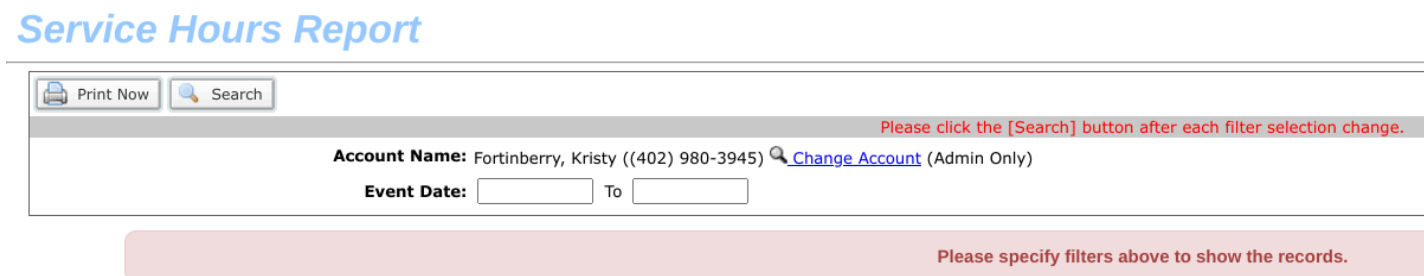 Service Hours Report
Print Now Search
Please click the [Search] button after each filter selection change.
Account Name: Fortinberry, Kristy ((402) 980-3945) Change Account (Admin Only)
Event Date: To
Please specify filters above to show the records.